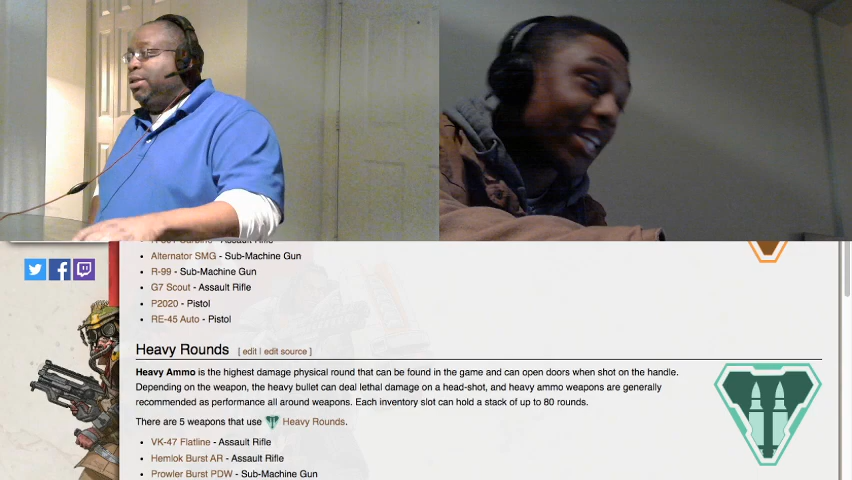 Assault Rifle
• Alternator SMG - Sub-Machine Gun
• R-99 - Sub-Machine Gun
• G7 Scout - Assault Rifle
• P2020 - Pistol
• RE-45 Auto - Pistol
Heavy Rounds [ edit | edit source ]
Heavy Ammo is the highest damage physical round that can be found in the game and can open doors when shot on the handle.
Depending on the weapon, the heavy bullet can deal lethal damage on a head-shot, and heavy ammo weapons are generally
recommended as performance all around weapons. Each inventory slot can hold a stack of up to 80 rounds.
There are 5 weapons that use Heavy Rounds.
• VK-47 Flatline - Assault Rifle
• Hemlok Burst AR - Assault Rifle
• Prowler Burst PDW - Sub-Machine Gun